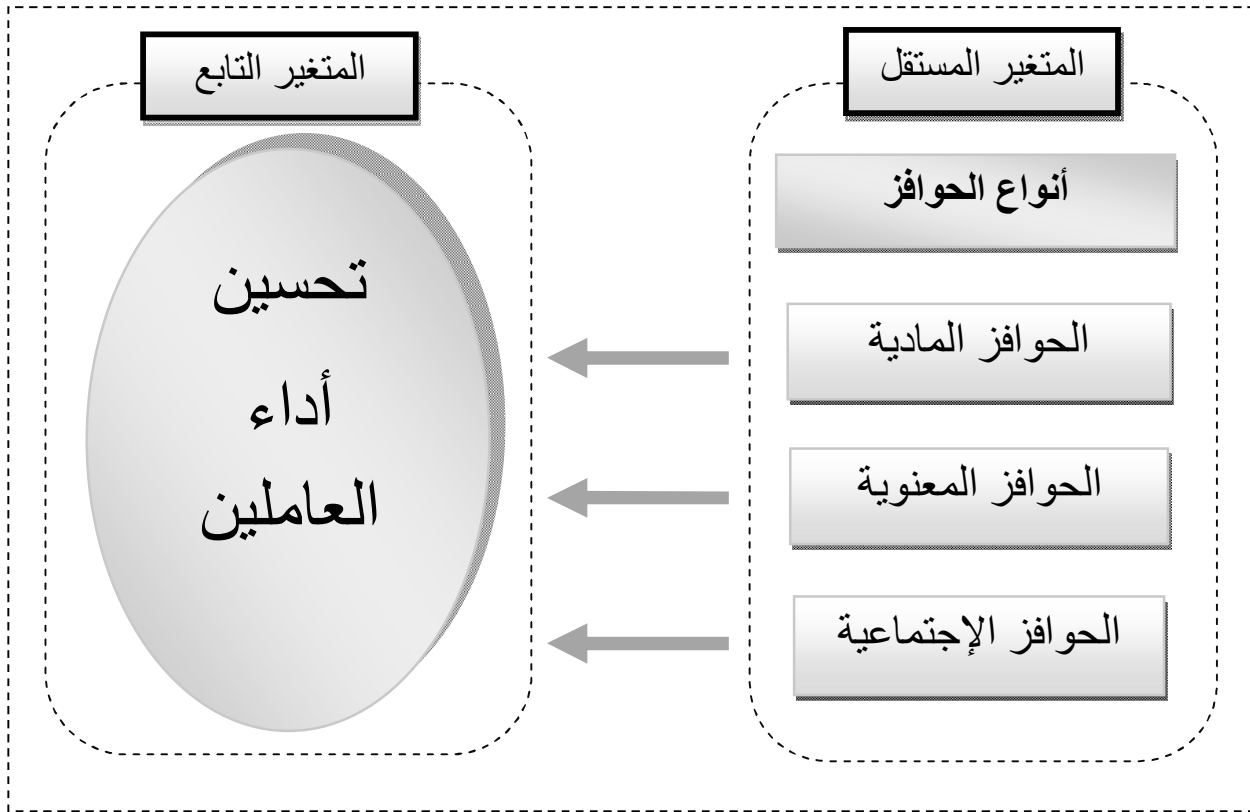 المتغير المستقل
أنواع الحوافز
الحوافز المادية
الحوافز المعنوية
الحوافز الإجتماعية
المتغير التابع
تحسين
أداء
العاملين